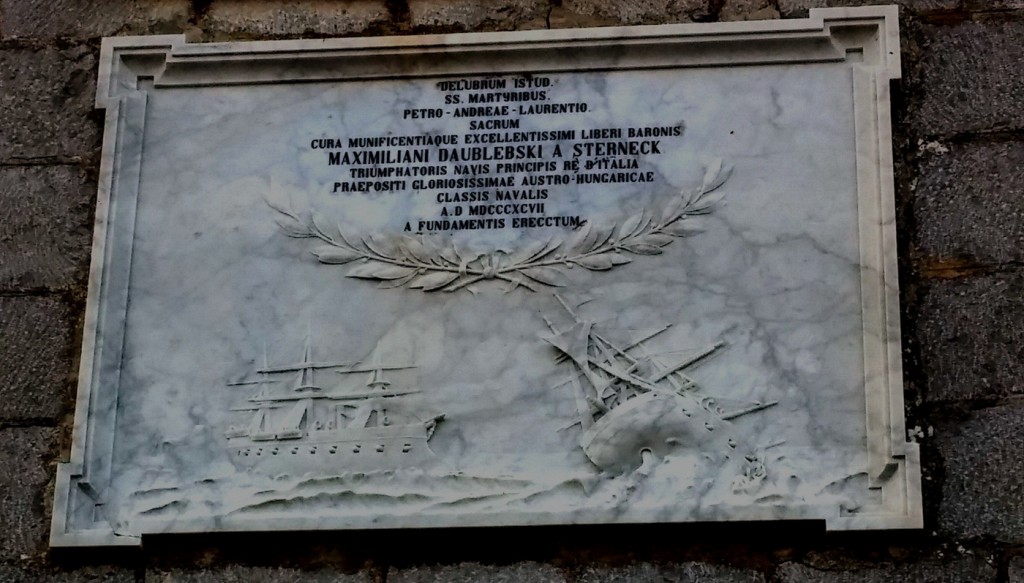 DELUBRUM ISTUD.
SS. MARTYRIBUS.
PETRO-ANDREAE-LAURENTIO.
SACRUM
CURA MUNIFICENTIAQUE EXCELLENTISSIMI LIBERI BARONIS
MAXIMILIANI DAUBLEBSKI A STERNECK
TRIUMPHATORIS NAVIS PRINCIPIS RE D'ITALIA
PRAEPOSITI GLORIOSISSIMAE AUSTRO-HUNGARICAE
CLASSIS NAVALIS
A.D MDCCCXCVII
A FUNDAMENTIS ERECCTUM.